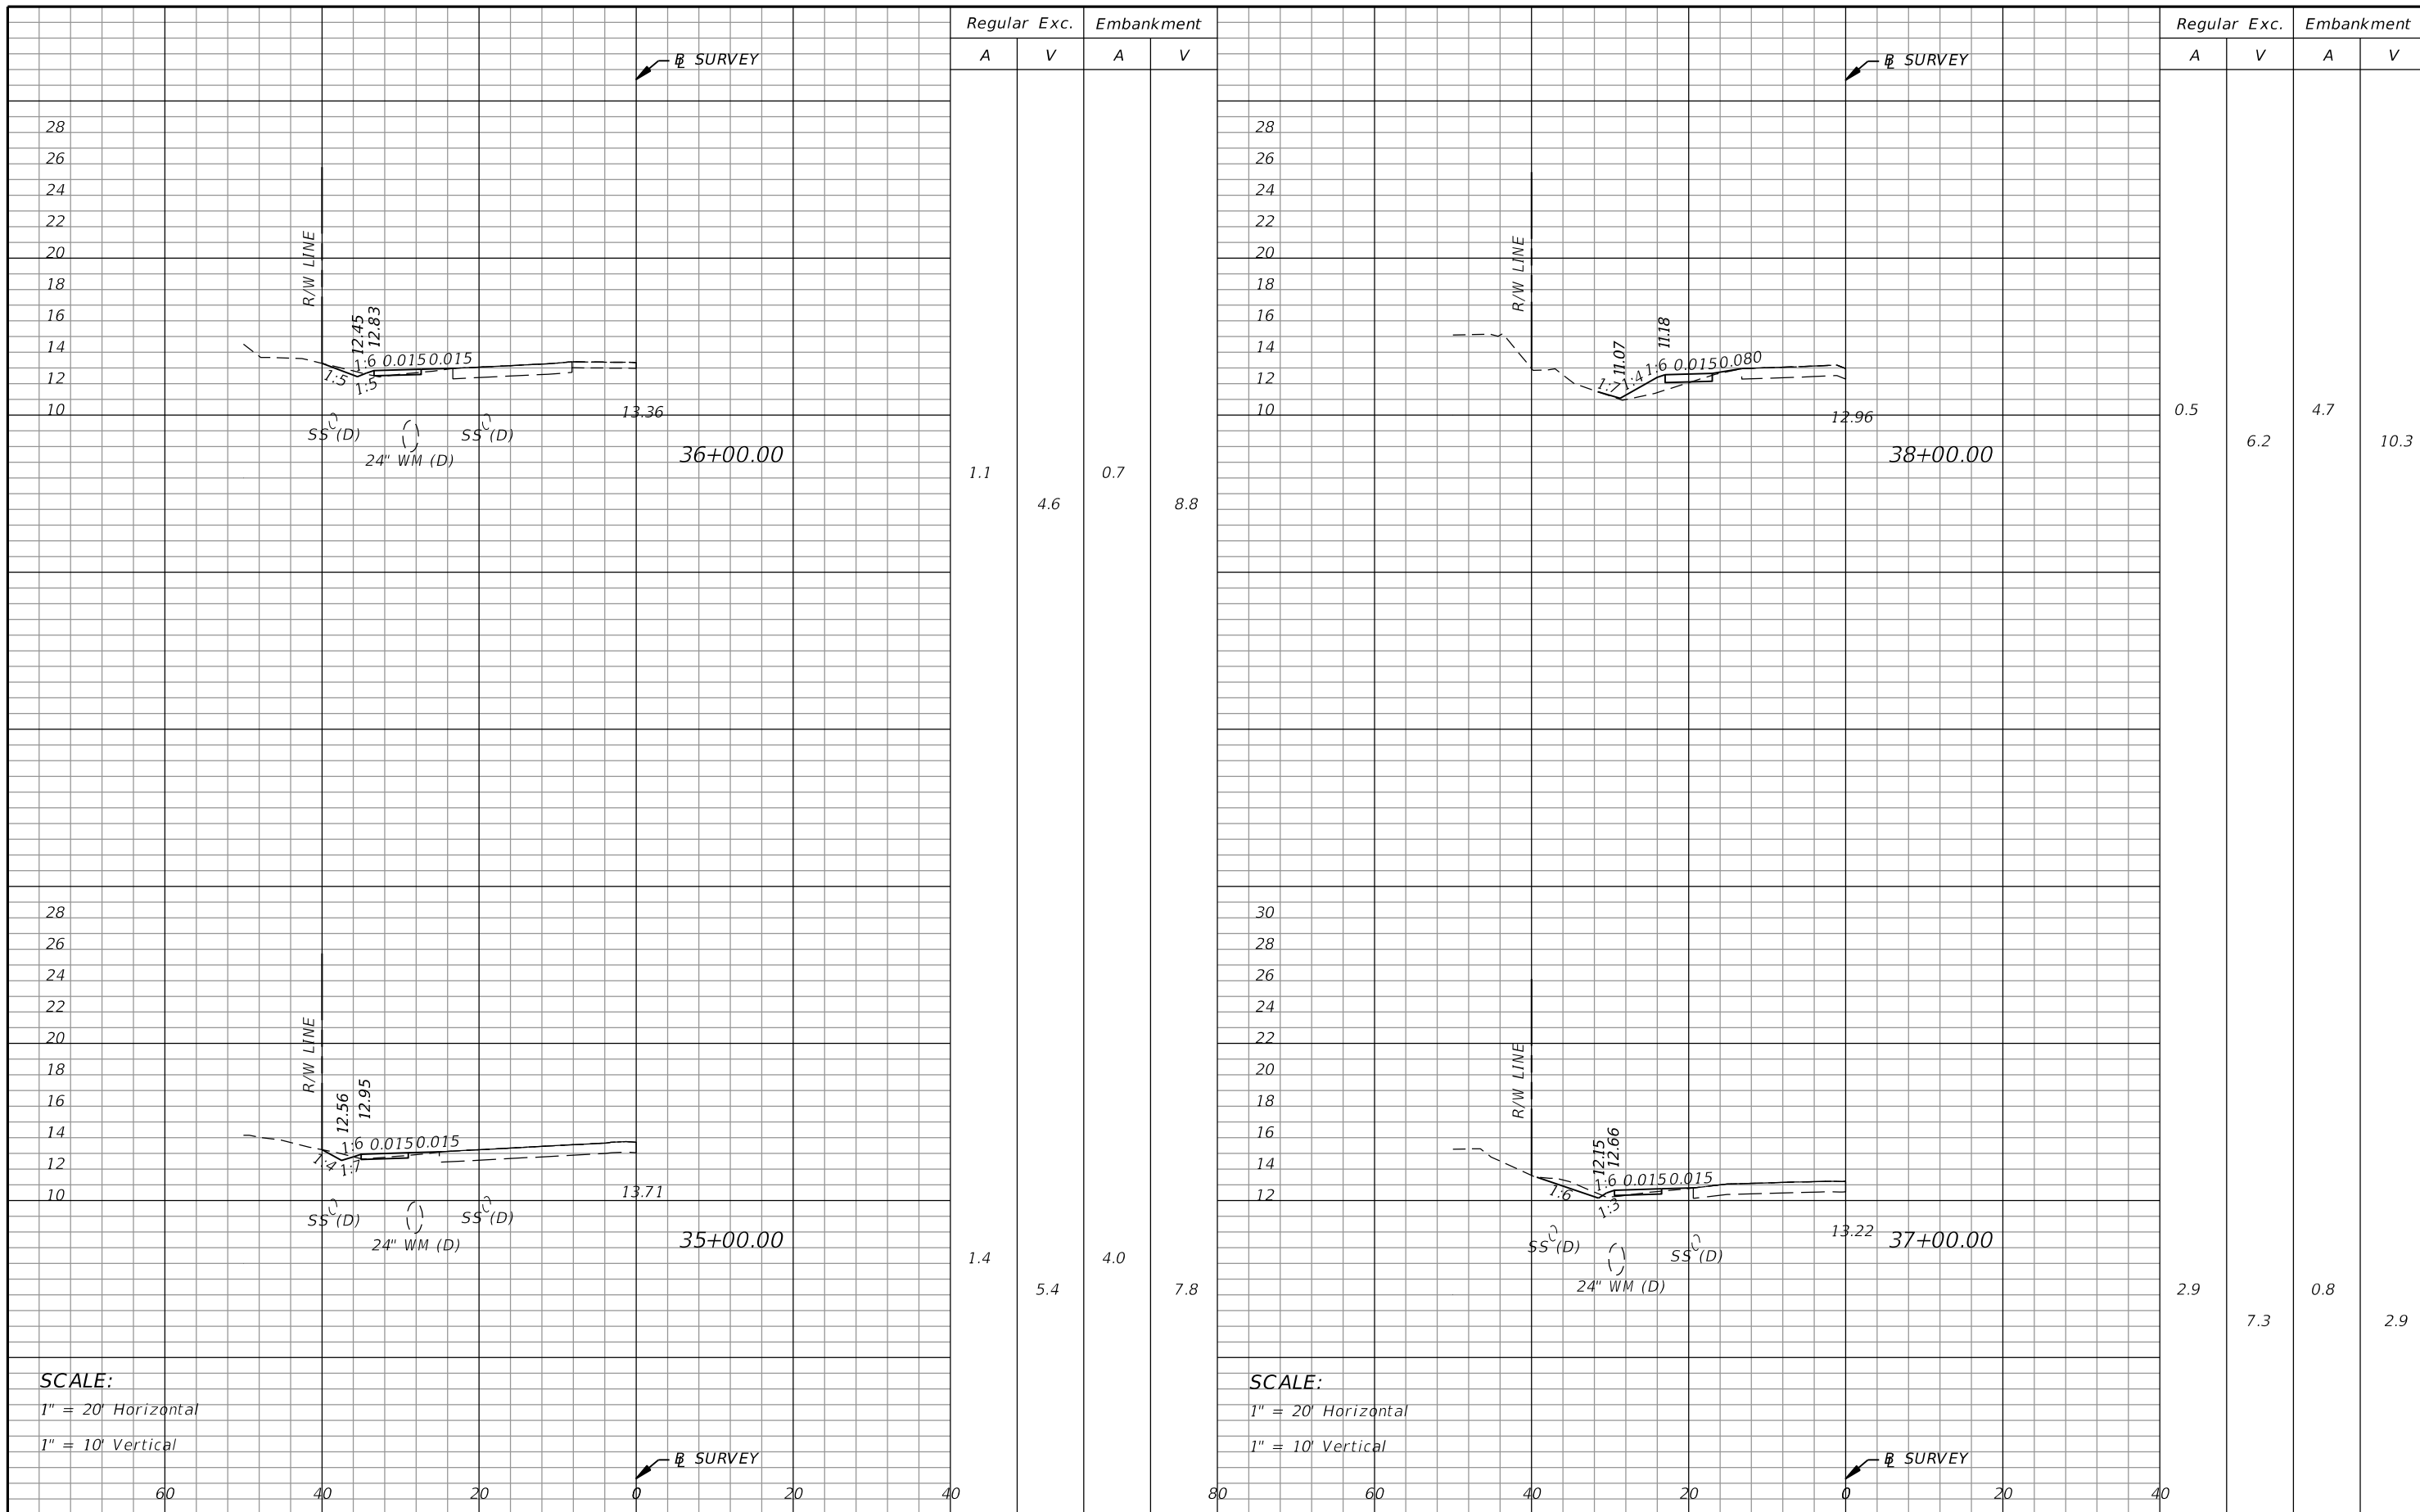 Regular Exc. Embankment
A V A V
BL SURVEY
28
26
24
22
20
18
16
14
12
10
R/W LINE
12.45
12.83
1:6 0.015 0.015
1:5
1:5
13.36
SS (D)
24" WM (D)
SS (D)
36+00.00
1.1
4.6
0.7
8.8
28
26
24
22
20
18
16
14
12
10
R/W LINE
12.56
12.95
1:6 0.015 0.015
1:4
1:7
13.71
SS (D)
24" WM (D)
SS (D)
35+00.00
1.4
5.4
4.0
7.8
SCALE:
1" = 20' Horizontal
1" = 10' Vertical
BL SURVEY
60 40 20 0 20 40
Regular Exc. Embankment
A V A V
BL SURVEY
28
26
24
22
20
18
16
14
12
10
R/W LINE
11.07
11.18
1:7
1:4
1:6 0.015 0.080
12.96
38+00.00
0.5
6.2
4.7
10.3
30
28
26
24
22
20
18
16
14
12
R/W LINE
12.15
12.66
1:6 0.015 0.015
1:6
1:3
13.22
SS (D)
24" WM (D)
SS (D)
37+00.00
2.9
7.3
0.8
2.9
SCALE:
1" = 20' Horizontal
1" = 10' Vertical
BL SURVEY
80 60 40 20 0 20 40